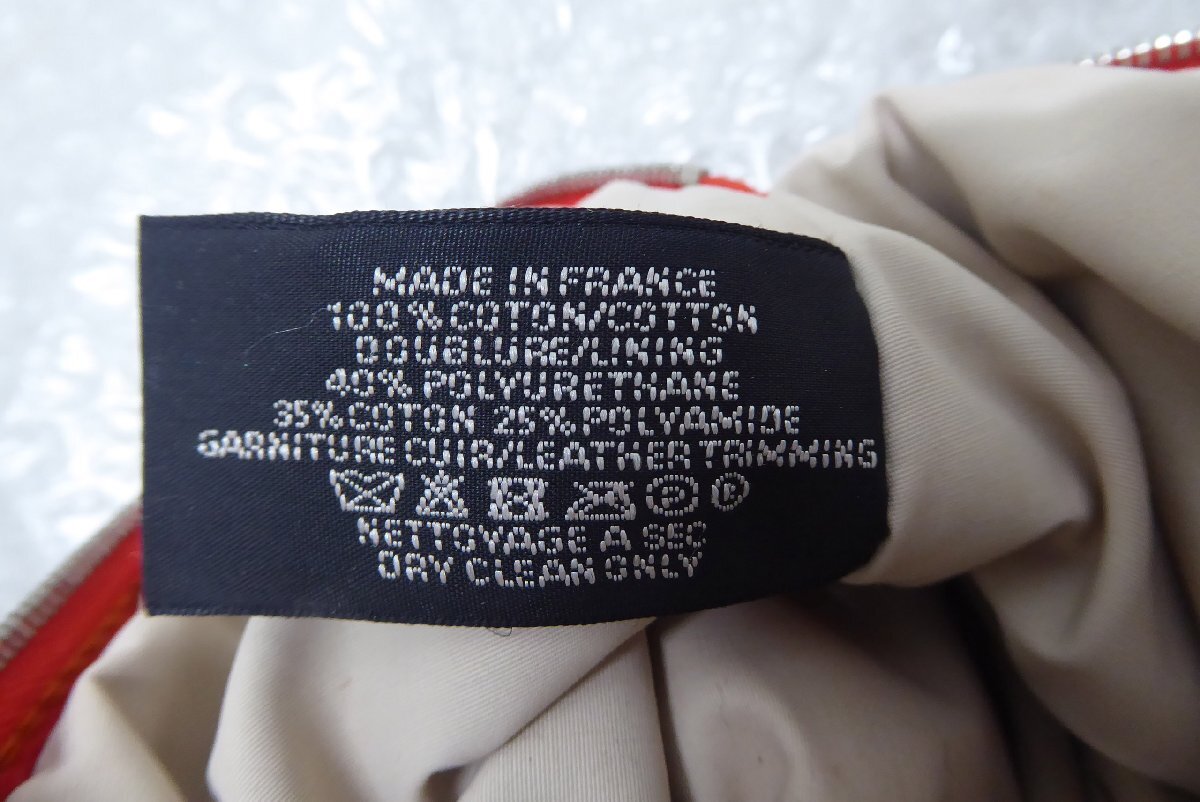 MADE IN FRANCE
100% COTON/COTTON
DOUBLURE/LINING
40% POLYURETHANE
35% COTON 25% POLYAMIDE
GARNITURE CUIR/LEATHER TRIMMING
P F
NETTOYAGE A SEC
DRY CLEAN ONLY